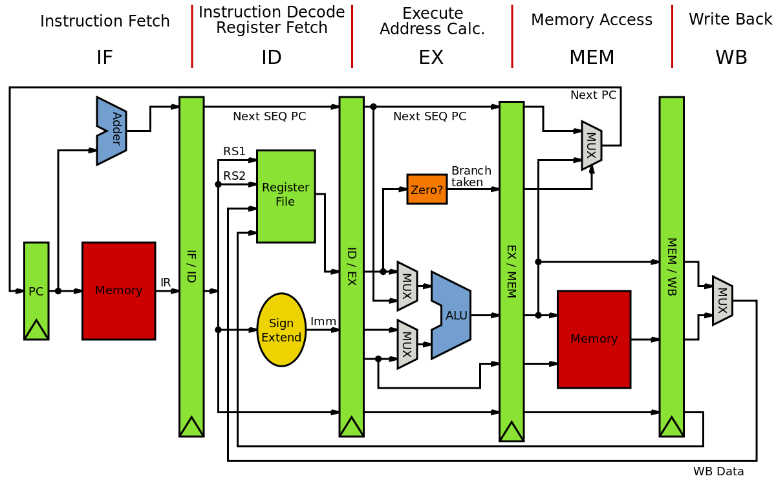 Instruction Fetch
IF
Instruction Decode
Register Fetch
ID
Execute
Address Calc.
EX
Memory Access
MEM
Write Back
WB
Next PC
Adder
Next SEQ PC
Next SEQ PC
MUX
RS1
RS2
Register
File
Branch
taken
Zero?
IF / ID
ID / EX
EX / MEM
MEM / WB
PC
Memory
IR
MUX
ALU
MUX
Sign
Extend
Imm
MUX
Memory
WB Data